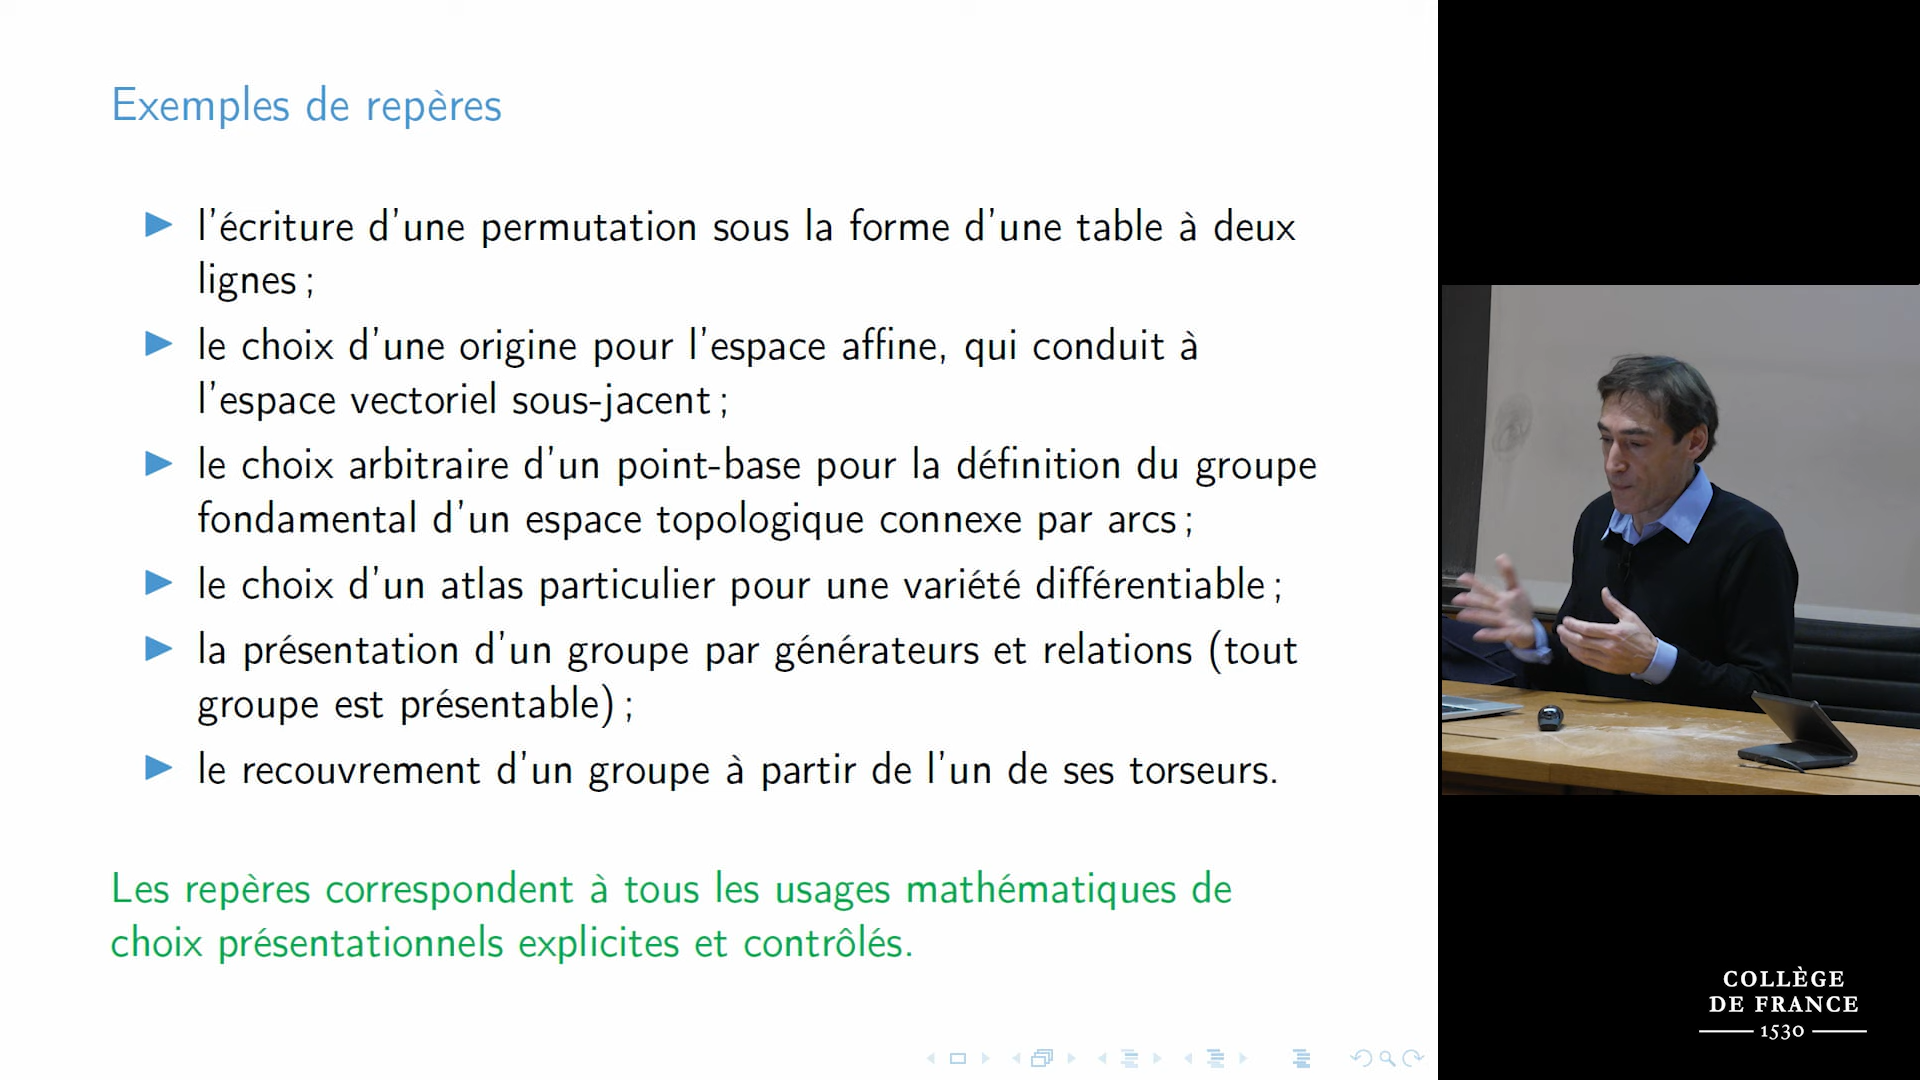 Exemples de repères
l'écriture d'une permutation sous la forme d'une table à deux
lignes ;
le choix d'une origine pour l'espace affine, qui conduit à
l'espace vectoriel sous-jacent ;
le choix arbitraire d'un point-base pour la définition du groupe
fondamental d'un espace topologique connexe par arcs ;
le choix d'un atlas particulier pour une variété différentiable ;
la présentation d'un groupe par générateurs et relations (tout
groupe est présentable) ;
le recouvrement d'un groupe à partir de l'un de ses torseurs.
Les repères correspondent à tous les usages mathématiques de
choix présentationnels explicites et contrôlés.
COLLÈGE
DE FRANCE
1530